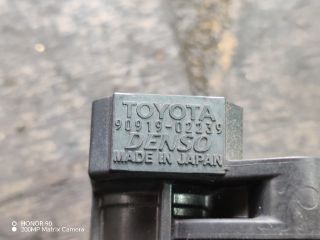 TOYOTA
90919-02239
DENSO
MADE IN JAPAN
HONOR 90
200MP Matrix Camera